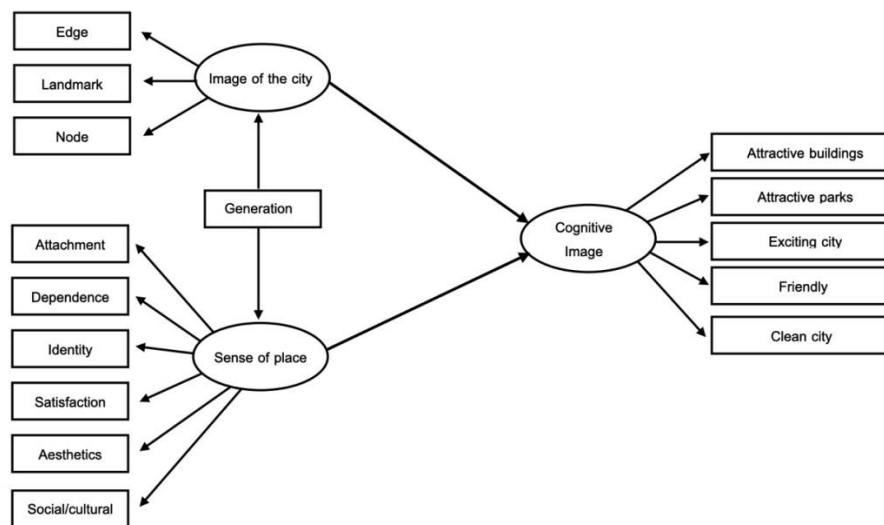 Edge
Landmark
Node
Image of the city
Generation
Attachment
Dependence
Identity
Satisfaction
Aesthetics
Social/cultural
Sense of place
Cognitive
Image
Attractive buildings
Attractive parks
Exciting city
Friendly
Clean city